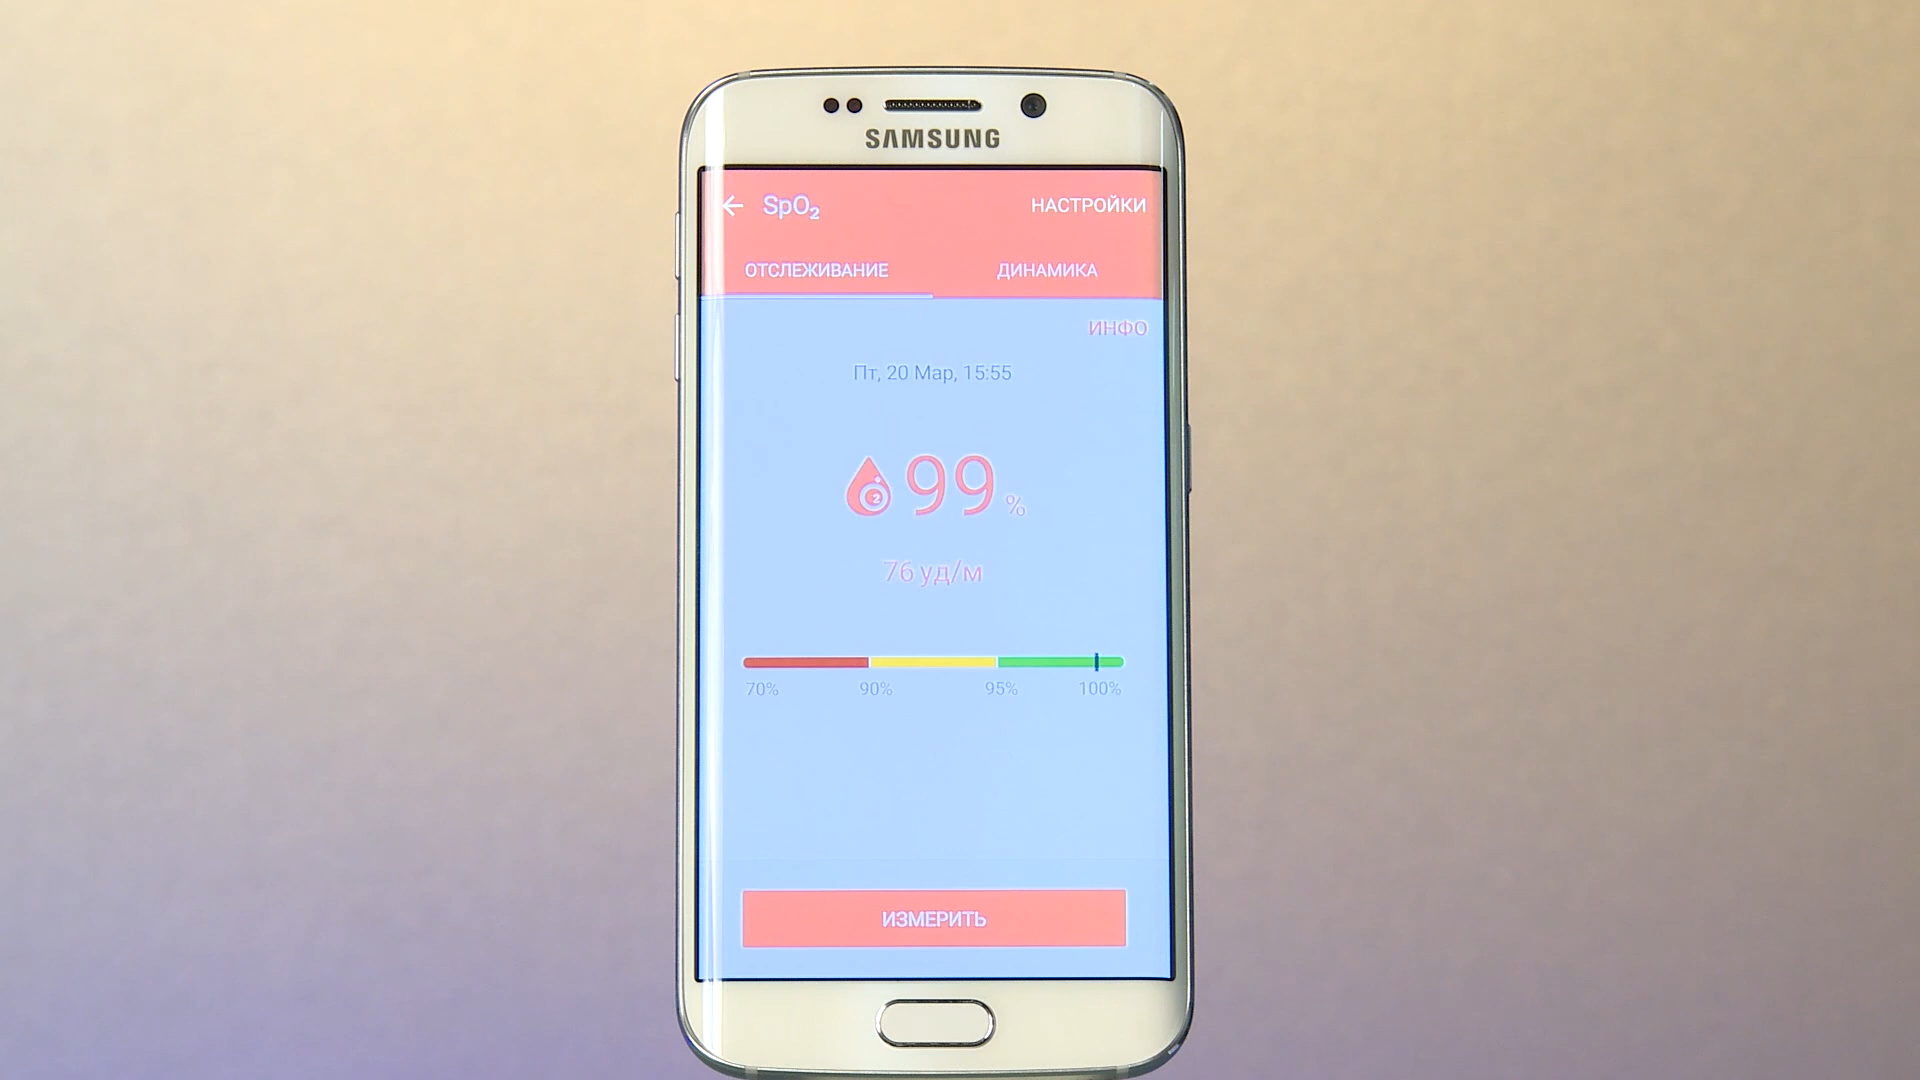 SAMSUNG
SpO₂ НАСТРОЙКИ
ОТСЛЕЖИВАНИЕ ДИНАМИКА
ИНФО
Пт, 20 Мар, 15:55
2 99 %
76 уд/м
70% 90% 95% 100%
ИЗМЕРИТЬ